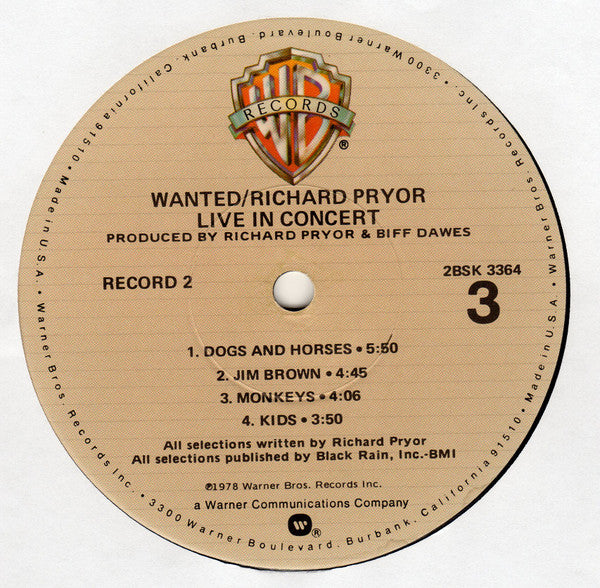 RECORDS
WB
®
WANTED/RICHARD PRYOR
LIVE IN CONCERT
PRODUCED BY RICHARD PRYOR & BIFF DAWES
RECORD 2
2BSK 3364
3
1. DOGS AND HORSES • 5:50
2. JIM BROWN • 4:45
3. MONKEYS • 4:06
4. KIDS • 3:50
All selections written by Richard Pryor
All selections published by Black Rain, Inc.-BMI
℗1978 Warner Bros. Records Inc.
a Warner Communications Company
®
• Warner Bros. Records Inc. • 3300 Warner Boulevard, Burbank, California 91510 • Made in U.S.A. • Warner Bros. Records Inc. • 3300 Warner Boulevard, Burbank, California 91510 • Made in U.S.A.